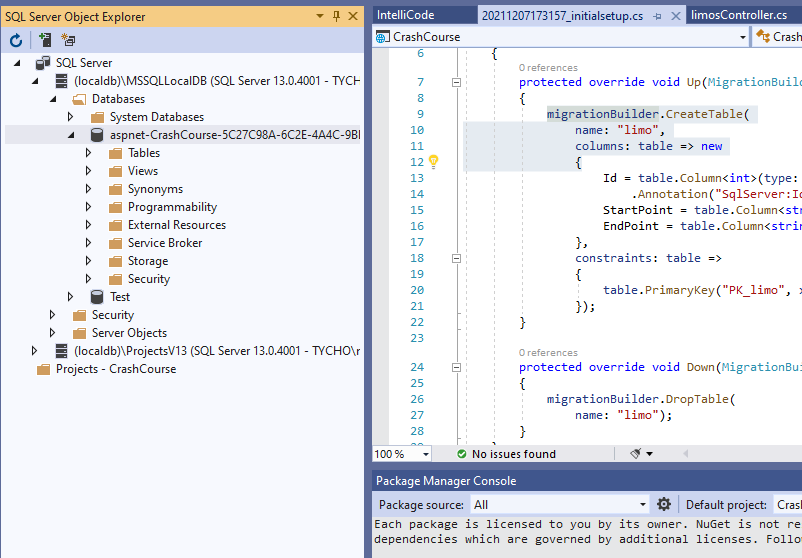 SQL Server Object Explorer
SQL Server
(localdb)\MSSQLLocalDB (SQL Server 13.0.4001 - TYCHO
Databases
System Databases
aspnet-CrashCourse-5C27C98A-6C2E-4A4C-9B
Tables
Views
Synonyms
Programmability
External Resources
Service Broker
Storage
Security
Test
Security
Server Objects
(localdb)\ProjectsV13 (SQL Server 13.0.4001 - TYCHO\r
Projects - CrashCourse
IntelliCode
20211207173157_initialsetup.cs
limosController.cs
CrashCourse
Crash
6 {
0 references
7 protected override void Up(MigrationBuild
8 {
9 migrationBuilder.CreateTable(
10 name: "limo",
11 columns: table => new
12 {
13 Id = table.Column<int>(type:
14 .Annotation("SqlServer:Id
15 StartPoint = table.Column<str
16 EndPoint = table.Column<string
17 },
18 constraints: table =>
19 {
20 table.PrimaryKey("PK_limo", x
21 });
22 }
23
0 references
24 protected override void Down(MigrationBui
25 {
26 migrationBuilder.DropTable(
27 name: "limo");
28 }
100 %
No issues found
Package Manager Console
Package source: All
Default project: Cras
Each package is licensed to you by its owner. NuGet is not re
dependencies which are governed by additional licenses. Follo